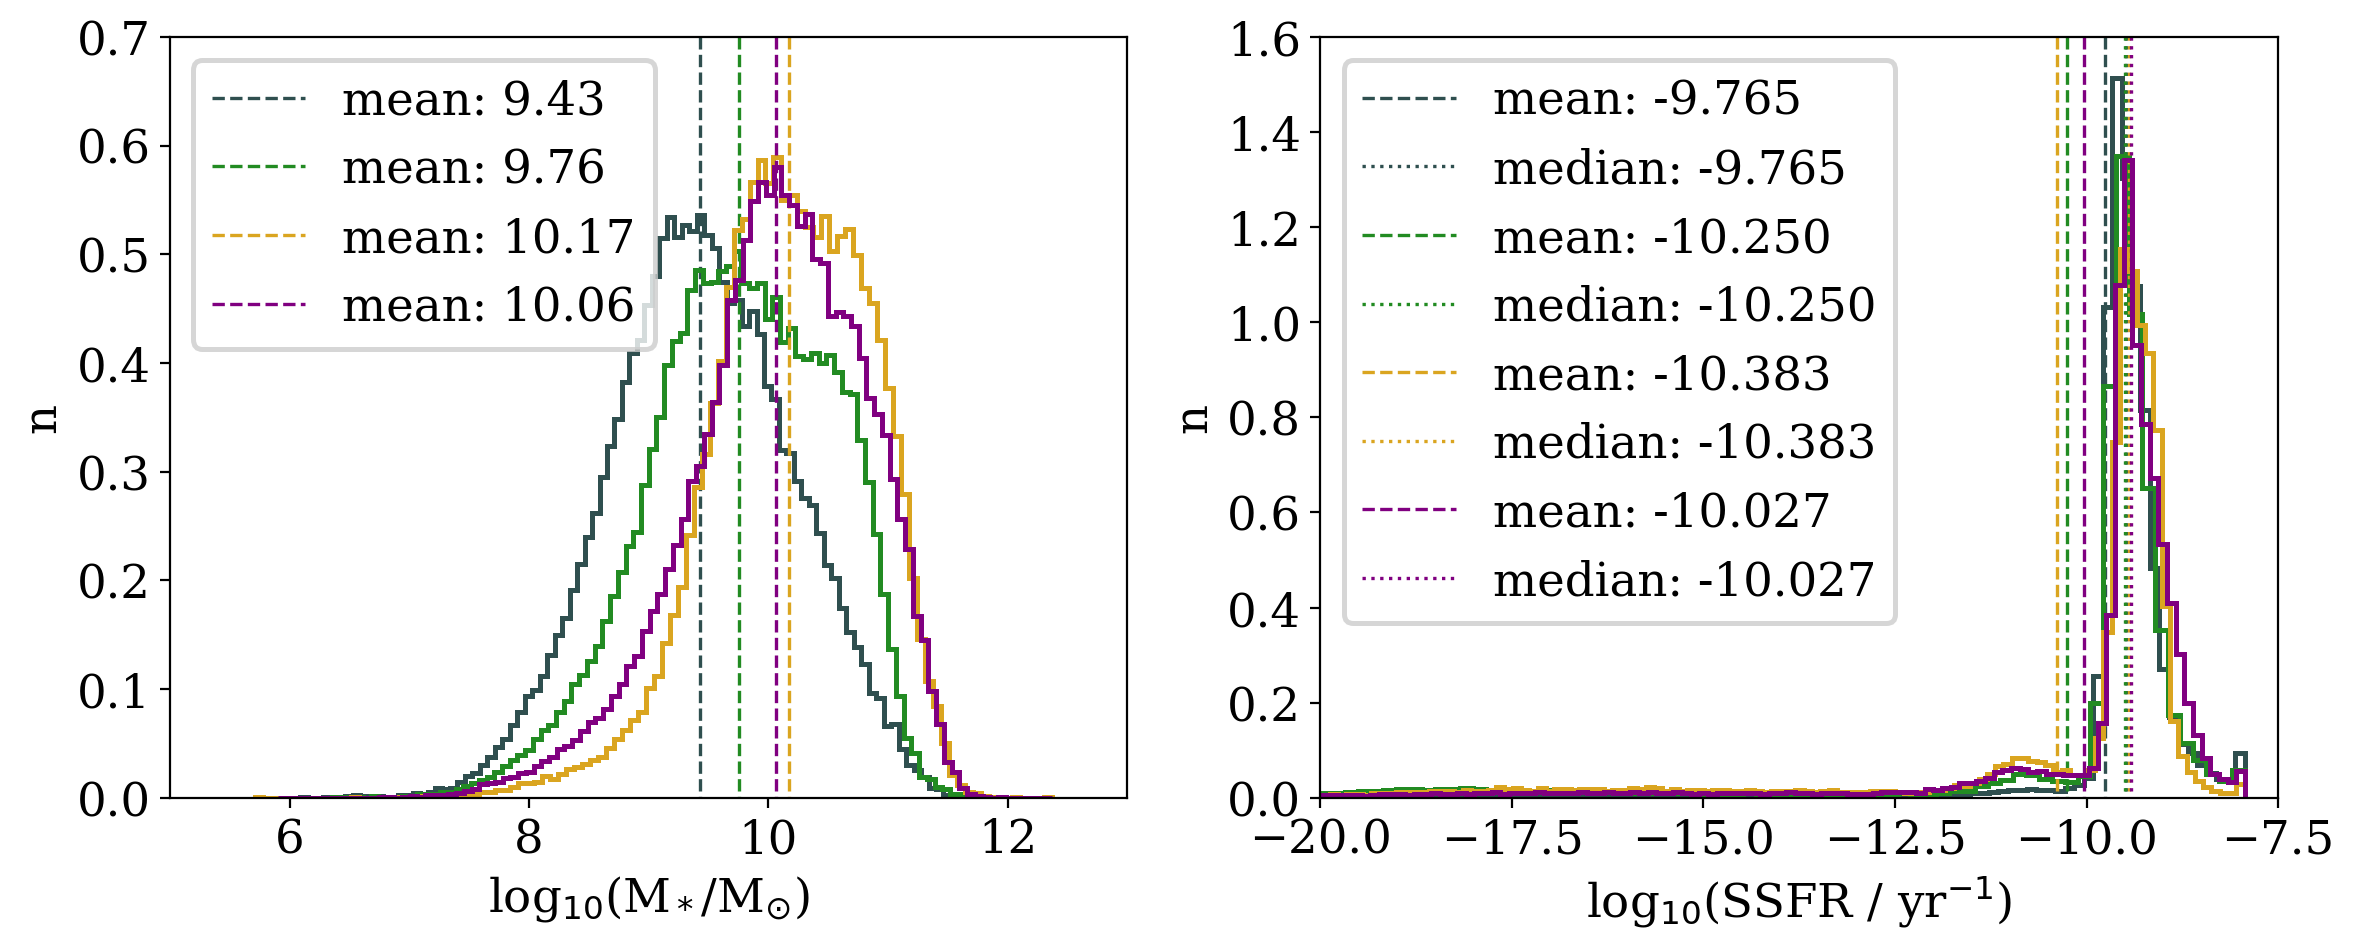 0.7
0.6
0.5
0.4
0.3
0.2
0.1
0.0
n
mean: 9.43
mean: 9.76
mean: 10.17
mean: 10.06
6 8 10 12
log₁₀(M∗/M⊙)
1.6
1.4
1.2
1.0
0.8
0.6
0.4
0.2
0.0
n
mean: -9.765
median: -9.765
mean: -10.250
median: -10.250
mean: -10.383
median: -10.383
mean: -10.027
median: -10.027
−20.0 −17.5 −15.0 −12.5 −10.0 −7.5
log₁₀(SSFR / yr⁻¹)